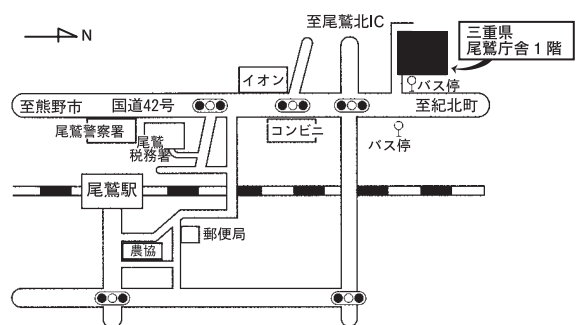 N
至尾鷲北IC
三重県
尾鷲庁舎1階
イオン
バス停
至熊野市
国道42号
至紀北町
尾鷲警察署
尾鷲
税務署
コンビニ
バス停
尾鷲駅
郵便局
農協